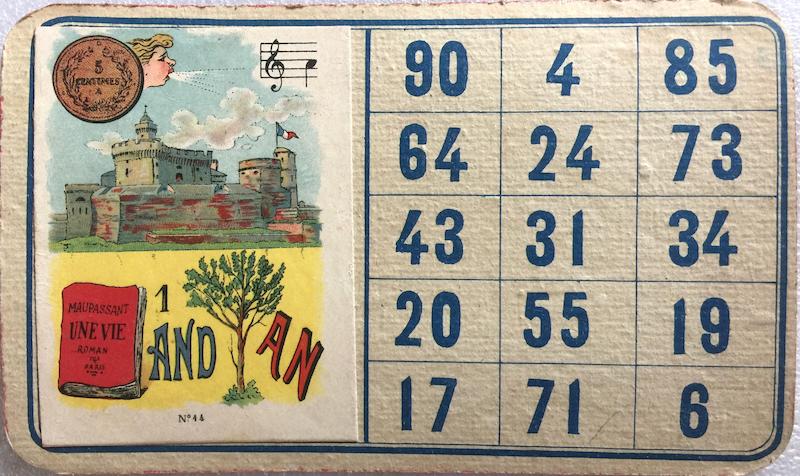 5
CENTIMES
A
MAUPASSANT
UNE VIE
ROMAN
PARIS
1
AND
AN
Nº 44
90 4 85
64 24 73
43 31 34
20 55 19
17 71 6